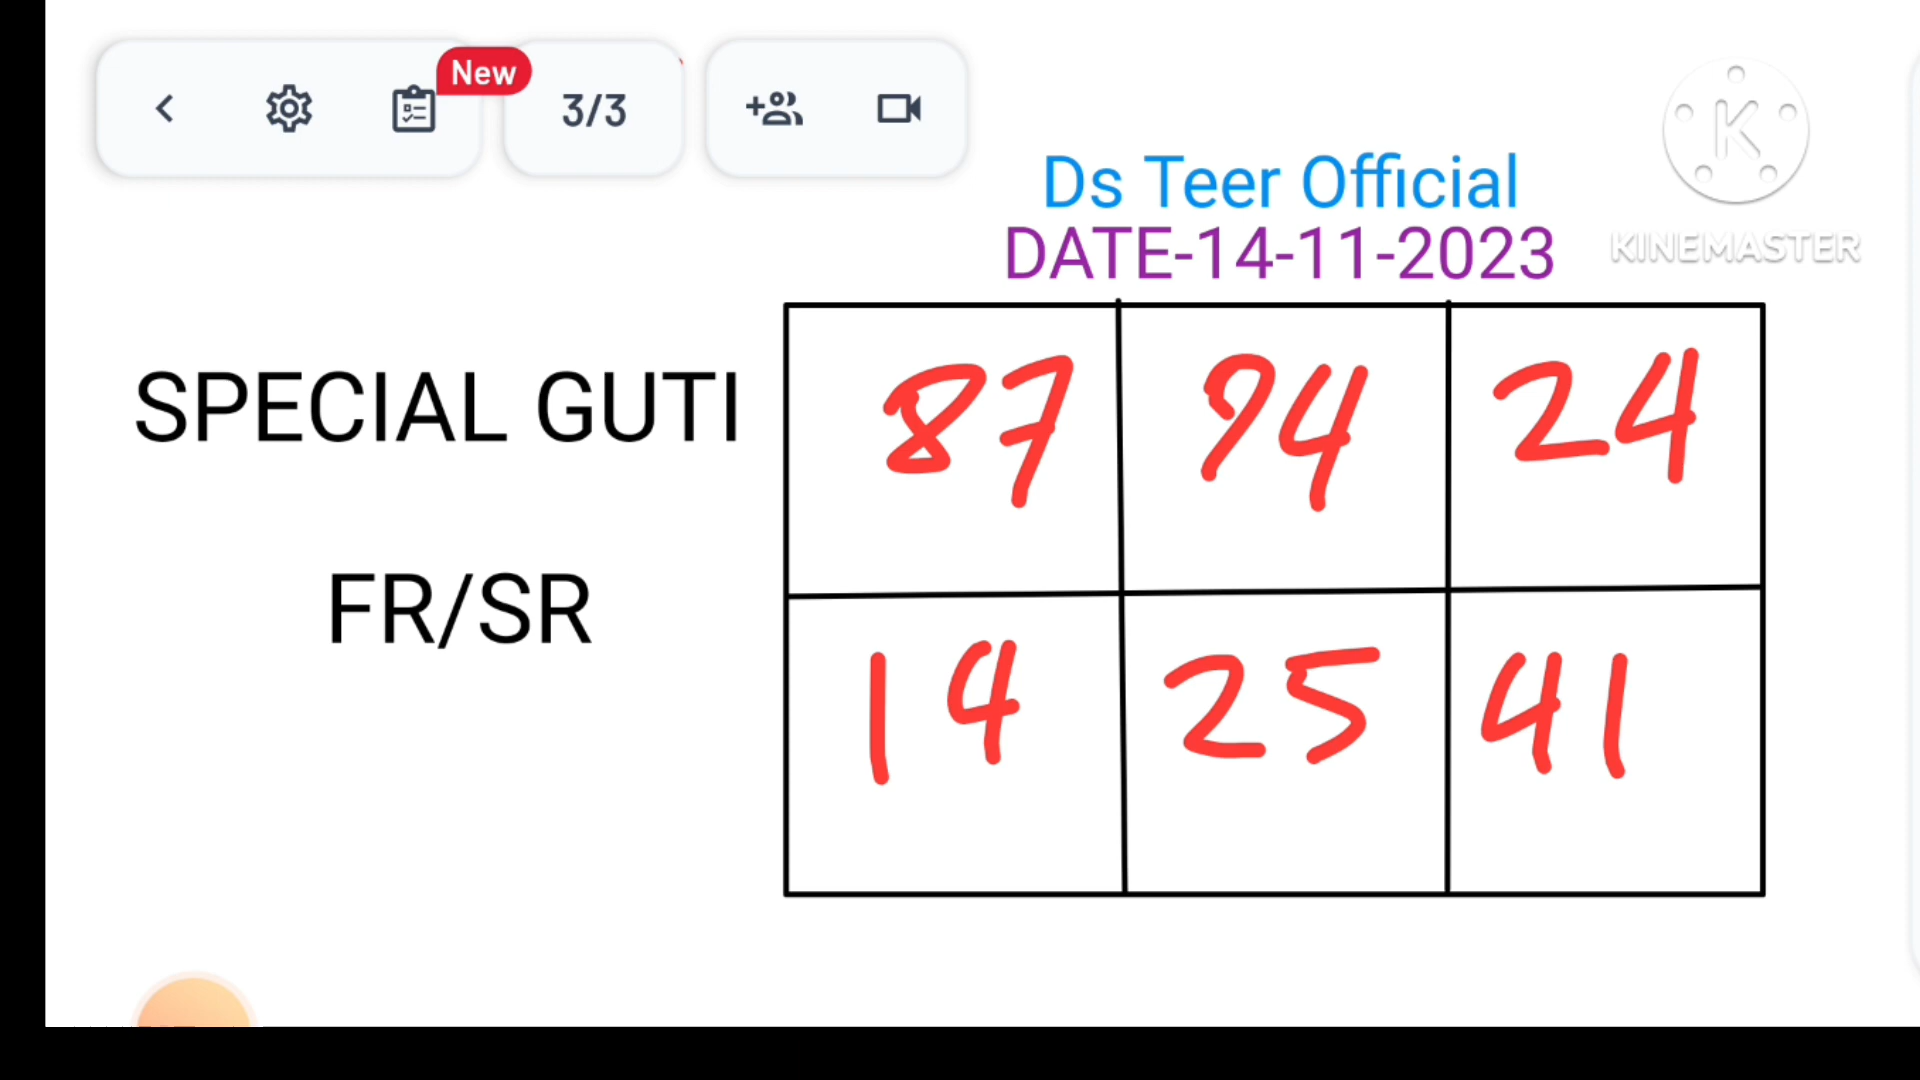 New
3/3
Ds Teer Official
DATE-14-11-2023
K
KINEMASTER
SPECIAL GUTI
87 94 24
FR/SR
14 25 41